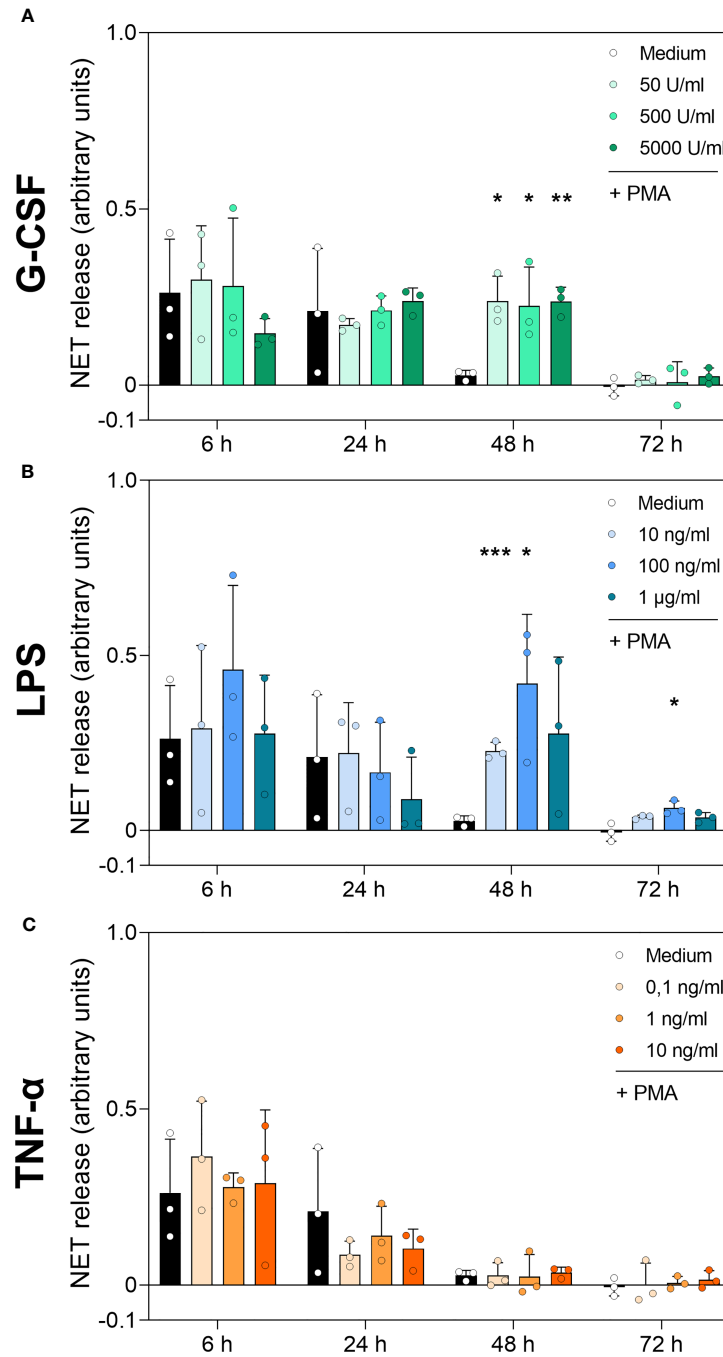 A
G-CSF
NET release (arbitrary units)
1.0
0.5
0
-0.1
Medium
50 U/ml
500 U/ml
5000 U/ml
+ PMA
* * **
6 h 24 h 48 h 72 h
B
LPS
NET release (arbitrary units)
1.0
0.5
0
-0.1
Medium
10 ng/ml
100 ng/ml
1 µg/ml
+ PMA
*** *
*
6 h 24 h 48 h 72 h
C
TNF-α
NET release (arbitrary units)
1.0
0.5
0
-0.1
Medium
0,1 ng/ml
1 ng/ml
10 ng/ml
+ PMA
6 h 24 h 48 h 72 h